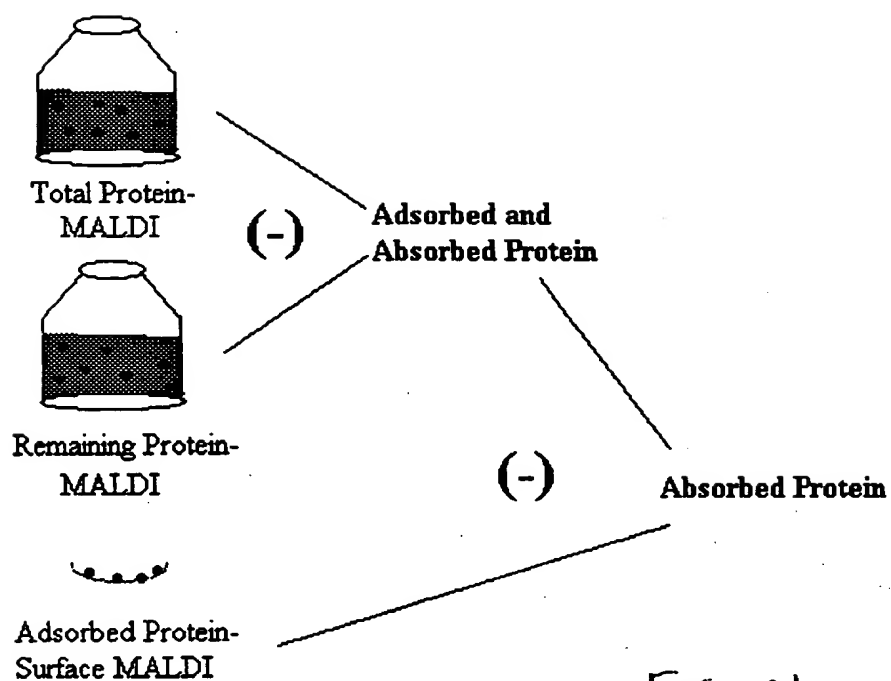 Total Protein-
MALDI
(-)
Adsorbed and
Absorbed Protein
Remaining Protein-
MALDI
(-)
Absorbed Protein
Adsorbed Protein-
Surface MALDI